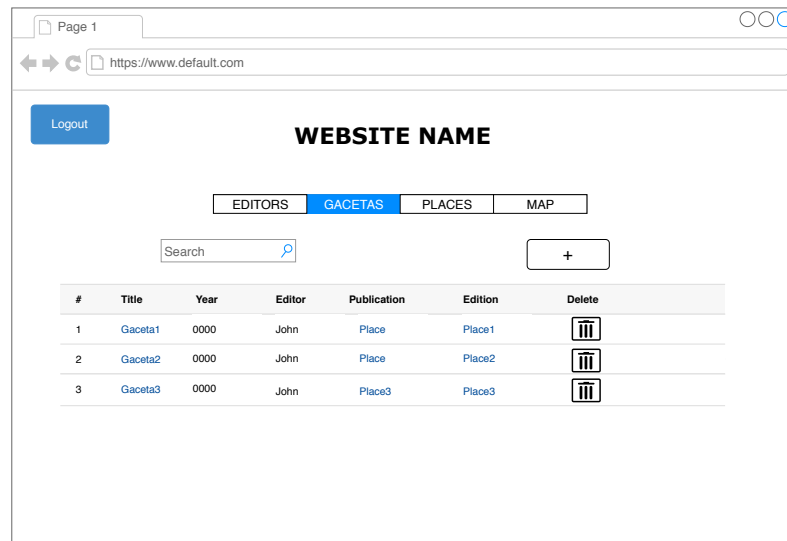 Page 1
https://www.default.com
Logout
WEBSITE NAME
EDITORS GACETAS PLACES MAP
Search +
# Title Year Editor Publication Edition Delete
1 Gaceta1 0000 John Place Place1
2 Gaceta2 0000 John Place Place2
3 Gaceta3 0000 John Place3 Place3